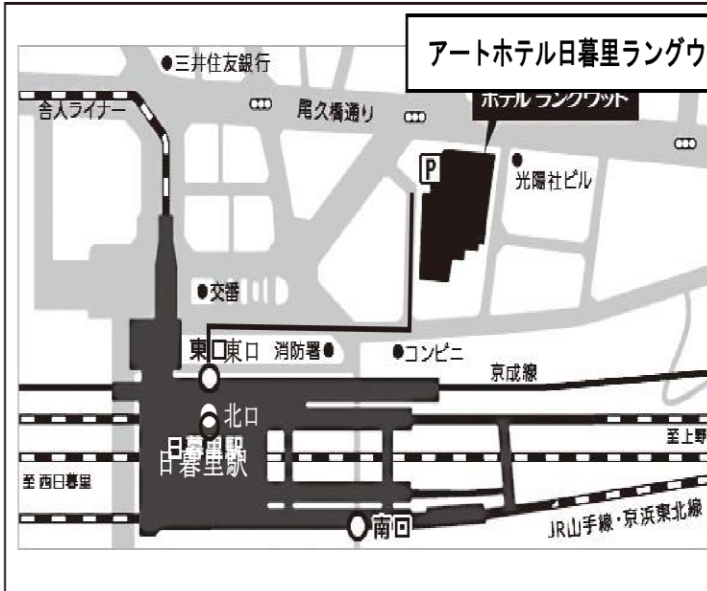 アートホテル日暮里ラングウ
三井住友銀行
舎人ライナー
尾久橋通り
ホテル ラングウッド
P
光陽社ビル
交番
東口東口
消防署
コンビニ
京成線
北口
日暮里駅
日暮里駅
至上野
至西日暮里
南口
JR山手線・京浜東北線